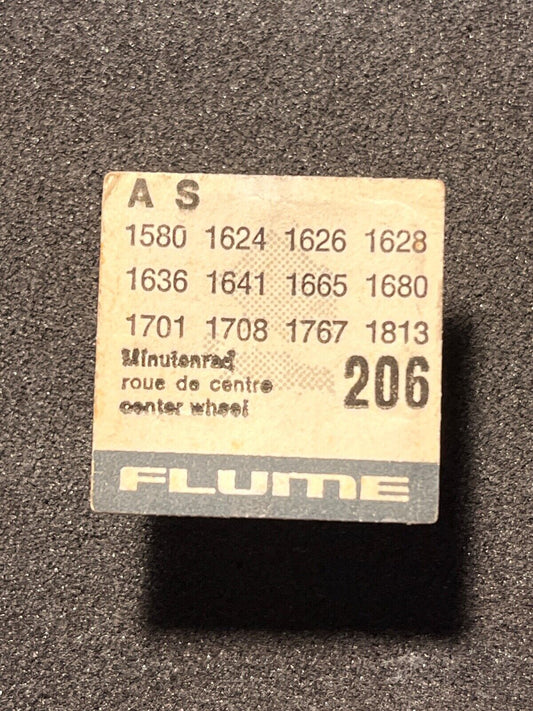 A S
1580 1624 1626 1628
1636 1641 1665 1680
1701 1708 1767 1813
Minutenrad
roue de centre
center wheel
206
FLUME